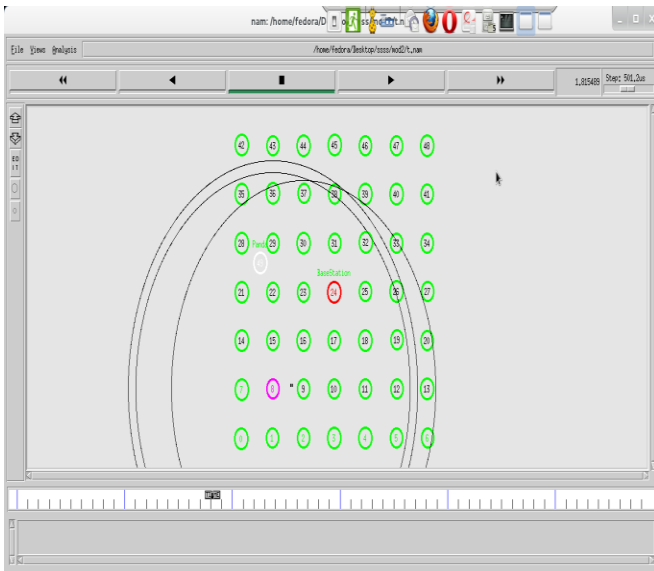 nam: /home/fedora/D
File Views Analysis /home/fedora/Desktop/ssss/mod2/t.nam
1.815489 Step: 501.2us
42 43 44 45 46 47 48
35 36 37 38 39 40 41
28 29 30 31 32 33 34
BaseStation
21 22 23 24 25 26 27
14 15 16 17 18 19 20
7 8 9 10 11 12 13
0 1 2 3 4 5 6